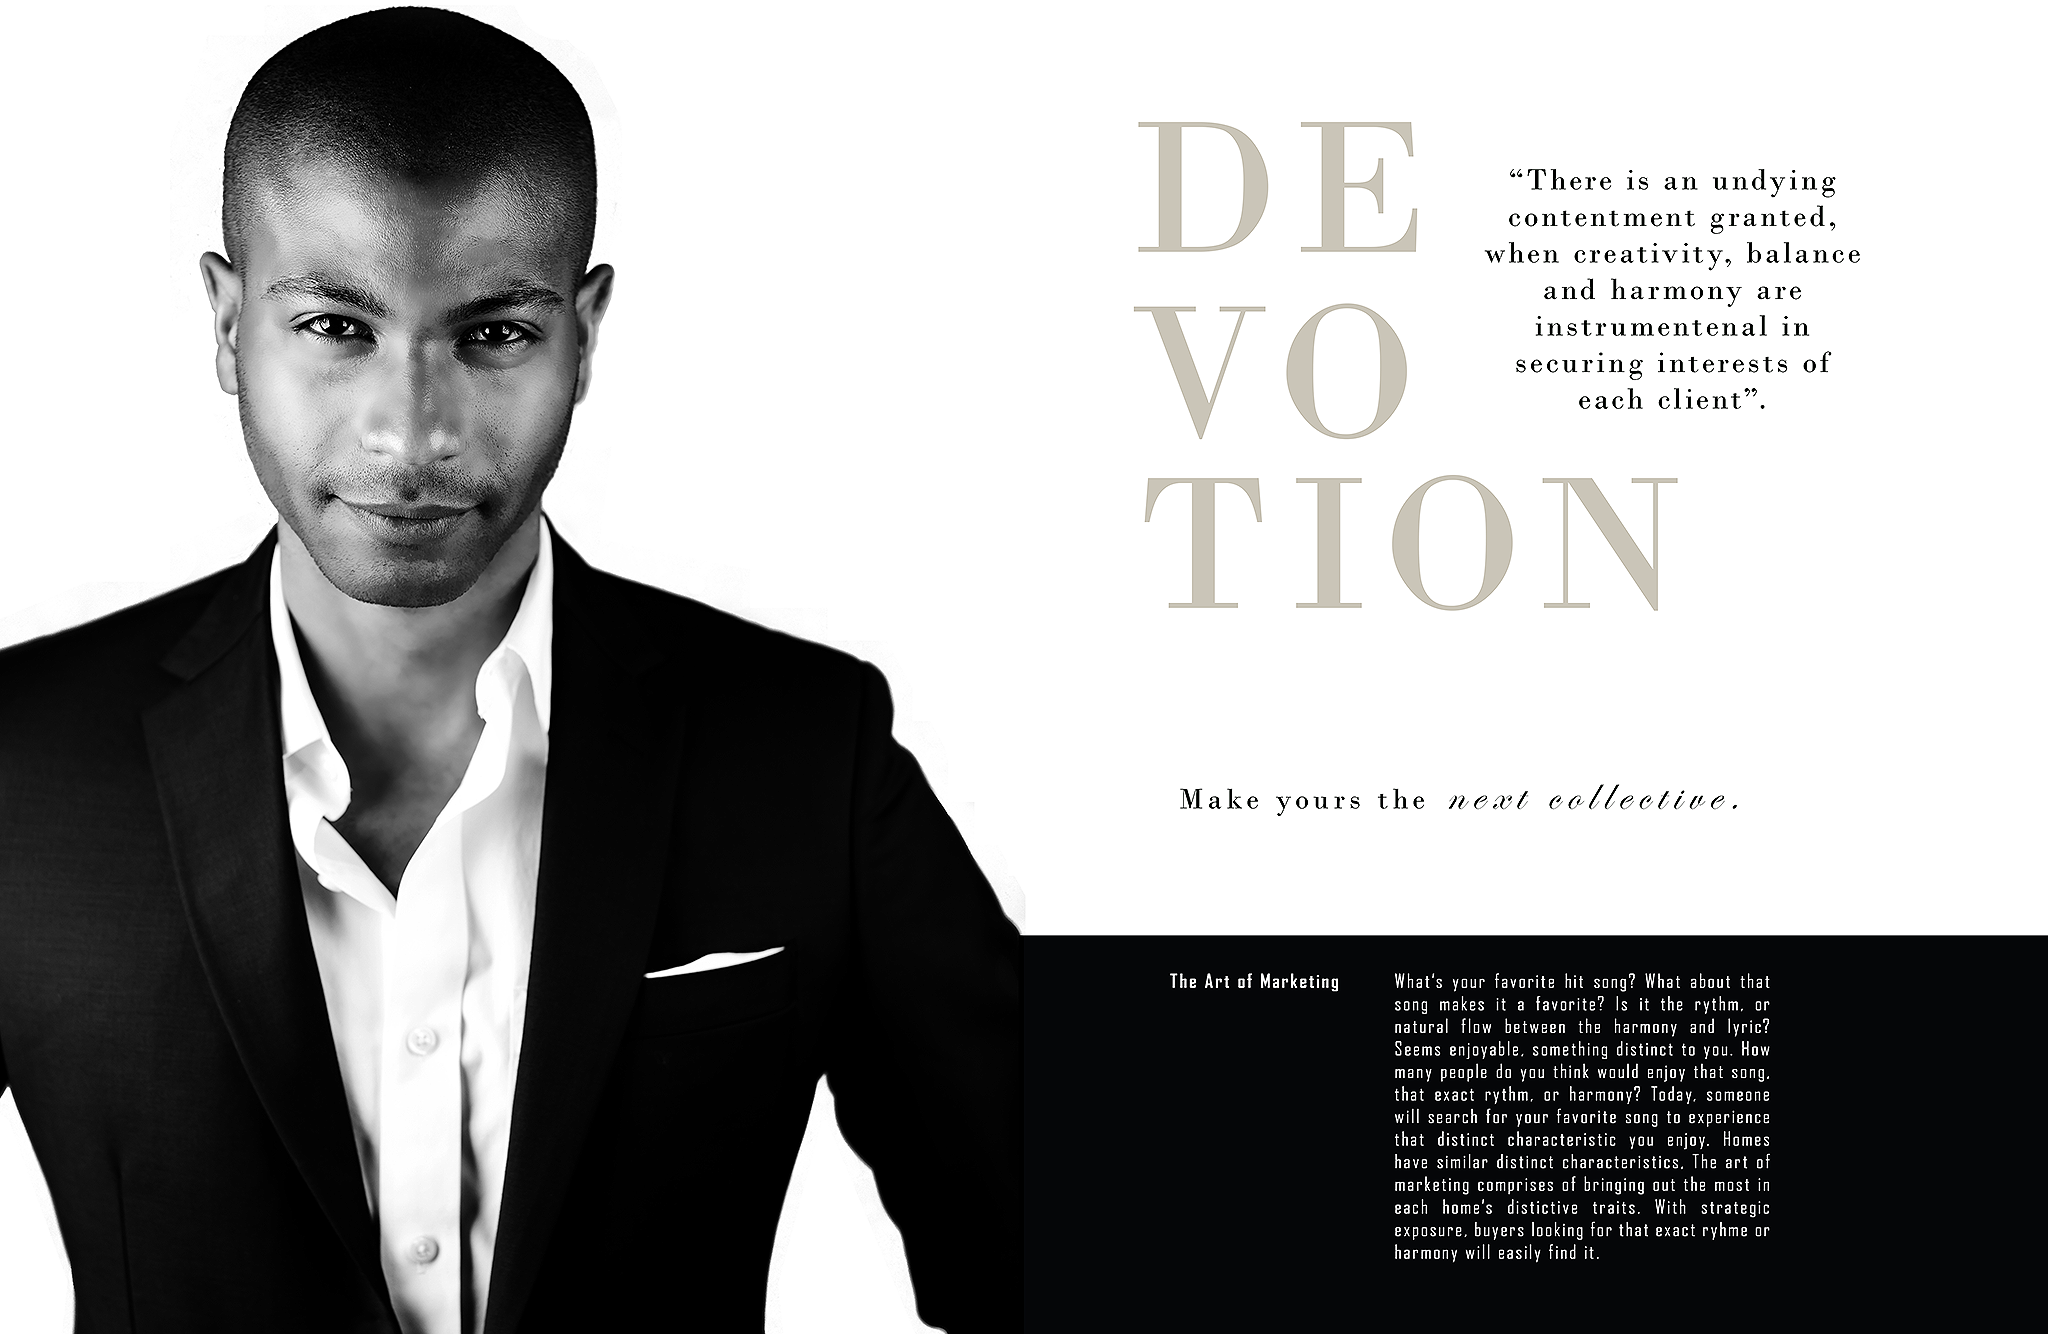 DE
VO
TION
“There is an undying
contentment granted,
when creativity, balance
and harmony are
instrumentenal in
securing interests of
each client”.
Make yours the next collective.
The Art of Marketing
What's your favorite hit song? What about that
song makes it a favorite? Is it the rythm, or
natural flow between the harmony and lyric?
Seems enjoyable, something distinct to you. How
many people do you think would enjoy that song,
that exact rythm, or harmony? Today, someone
will search for your favorite song to experience
that distinct characteristic you enjoy. Homes
have similar distinct characteristics, The art of
marketing comprises of bringing out the most in
each home's distictive traits. With strategic
exposure, buyers looking for that exact ryhme or
harmony will easily find it.